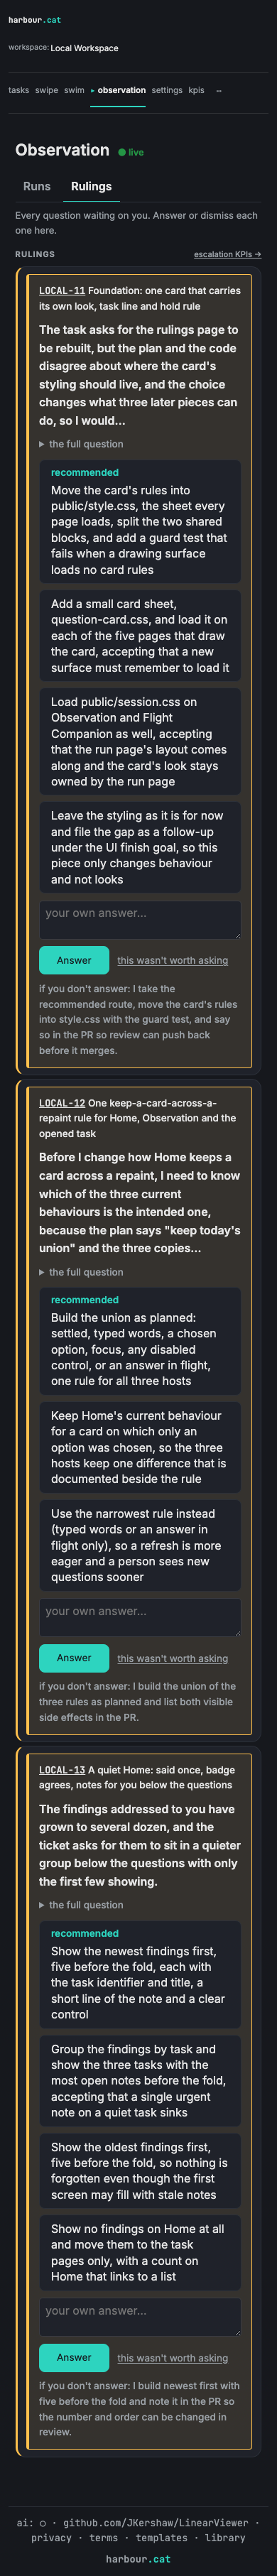 harbour.cat
workspace: Local Workspace
tasks swipe swim ▸ observation settings kpis ⋯
Observation ● live
Runs Rulings
Every question waiting on you. Answer or dismiss each
one here.
RULINGS escalation KPIs →
LOCAL-11 Foundation: one card that carries
its own look, task line and hold rule
The task asks for the rulings page to
be rebuilt, but the plan and the code
disagree about where the card's
styling should live, and the choice
changes what three later pieces can
do, so I would...
▸ the full question
recommended
Move the card's rules into
public/style.css, the sheet every
page loads, split the two shared
blocks, and add a guard test that
fails when a drawing surface
loads no card rules
Add a small card sheet,
question-card.css, and load it on
each of the five pages that draw
the card, accepting that a new
surface must remember to load it
Load public/session.css on
Observation and Flight
Companion as well, accepting
that the run page's layout comes
along and the card's look stays
owned by the run page
Leave the styling as it is for now
and file the gap as a follow-up
under the UI finish goal, so this
piece only changes behaviour
and not looks
your own answer...
Answer this wasn't worth asking
if you don't answer: I take the
recommended route, move the card's rules
into style.css with the guard test, and say
so in the PR so review can push back
before it merges.
LOCAL-12 One keep-a-card-across-a-
repaint rule for Home, Observation and the
opened task
Before I change how Home keeps a
card across a repaint, I need to know
which of the three current
behaviours is the intended one,
because the plan says "keep today's
union" and the three copies...
▸ the full question
recommended
Build the union as planned:
settled, typed words, a chosen
option, focus, any disabled
control, or an answer in flight,
one rule for all three hosts
Keep Home's current behaviour
for a card on which only an
option was chosen, so the three
hosts keep one difference that is
documented beside the rule
Use the narrowest rule instead
(typed words or an answer in
flight only), so a refresh is more
eager and a person sees new
questions sooner
your own answer...
Answer this wasn't worth asking
if you don't answer: I build the union of the
three rules as planned and list both visible
side effects in the PR.
LOCAL-13 A quiet Home: said once, badge
agrees, notes for you below the questions
The findings addressed to you have
grown to several dozen, and the
ticket asks for them to sit in a quieter
group below the questions with only
the first few showing.
▸ the full question
recommended
Show the newest findings first,
five before the fold, each with
the task identifier and title, a
short line of the note and a clear
control
Group the findings by task and
show the three tasks with the
most open notes before the fold,
accepting that a single urgent
note on a quiet task sinks
Show the oldest findings first,
five before the fold, so nothing is
forgotten even though the first
screen may fill with stale notes
Show no findings on Home at all
and move them to the task
pages only, with a count on
Home that links to a list
your own answer...
Answer this wasn't worth asking
if you don't answer: I build newest first with
five before the fold and note it in the PR so
the number and order can be changed in
review.
ai: ○ · github.com/JKershaw/LinearViewer ·
privacy · terms · templates · library
harbour.cat